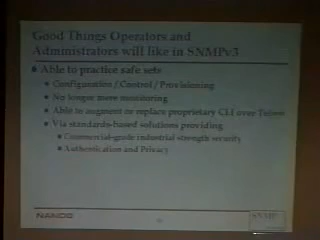 Good Things Operators and
Administrators will like in SNMPv3
Able to practice safe sets
Configuration / Control / Provisioning
No longer mere monitoring
Able to augment or replace proprietary CLI over Telnet
Via standards-based solutions providing
Commercial-grade industrial strength security
Authentication and Privacy
NANOG
SNMP